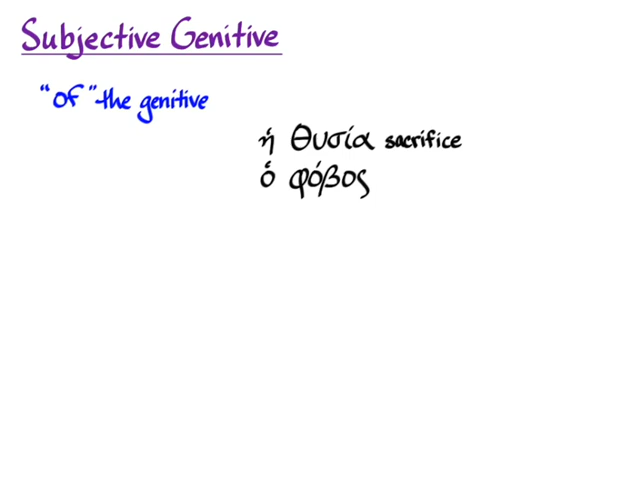 Subjective Genitive
"Of" the genitive
ἡ θυσία sacrifice
ὁ φόβος